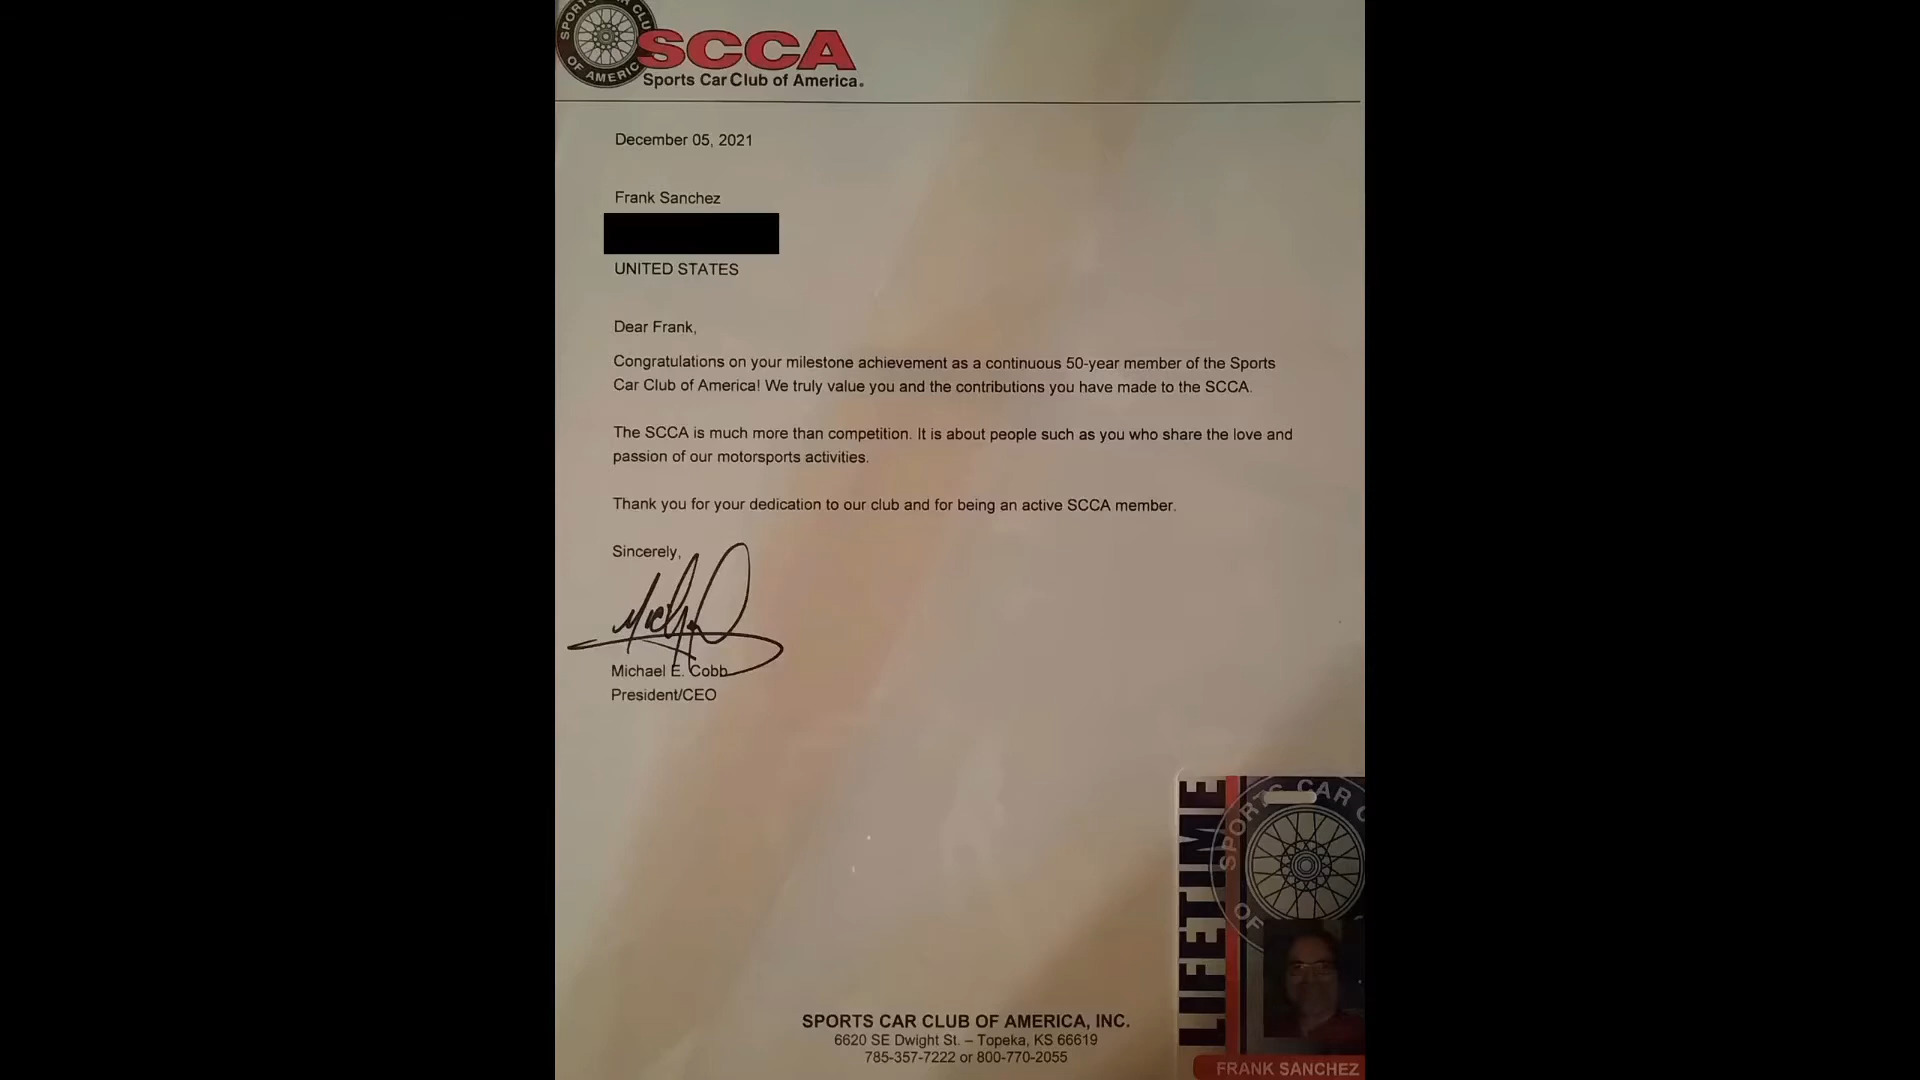 SPORTS CAR CLUB
OF AMERICA
SCCA
Sports Car Club of America.
December 05, 2021
Frank Sanchez
UNITED STATES
Dear Frank,
Congratulations on your milestone achievement as a continuous 50-year member of the Sports
Car Club of America! We truly value you and the contributions you have made to the SCCA.
The SCCA is much more than competition. It is about people such as you who share the love and
passion of our motorsports activities.
Thank you for your dedication to our club and for being an active SCCA member.
Sincerely,
Michael E. Cobb
President/CEO
LIFETIME
SPORTS CAR
OF
FRANK SANCHEZ
SPORTS CAR CLUB OF AMERICA, INC.
6620 SE Dwight St. – Topeka, KS 66619
785-357-7222 or 800-770-2055